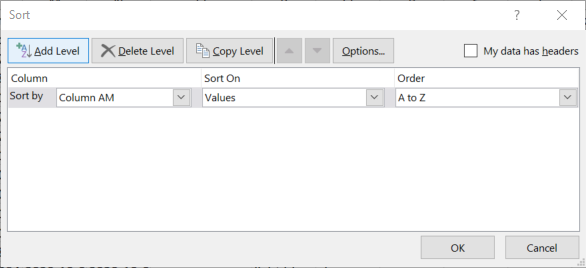 Sort
?
Add Level
Delete Level
Copy Level
Options...
My data has headers
Column
Sort On
Order
Sort by
Column AM
Values
A to Z
OK
Cancel